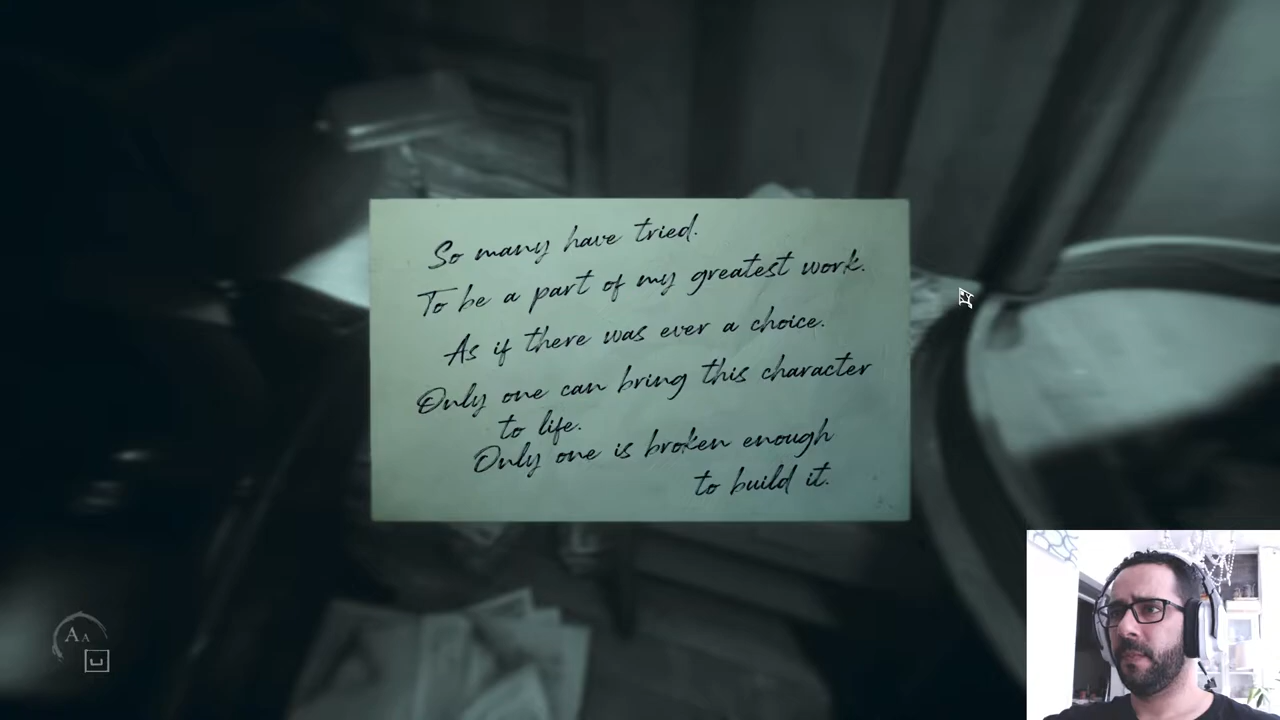 So many have tried.
To be a part of my greatest work.
As if there was ever a choice.
Only one can bring this character
to life.
Only one is broken enough
to build it.
AA